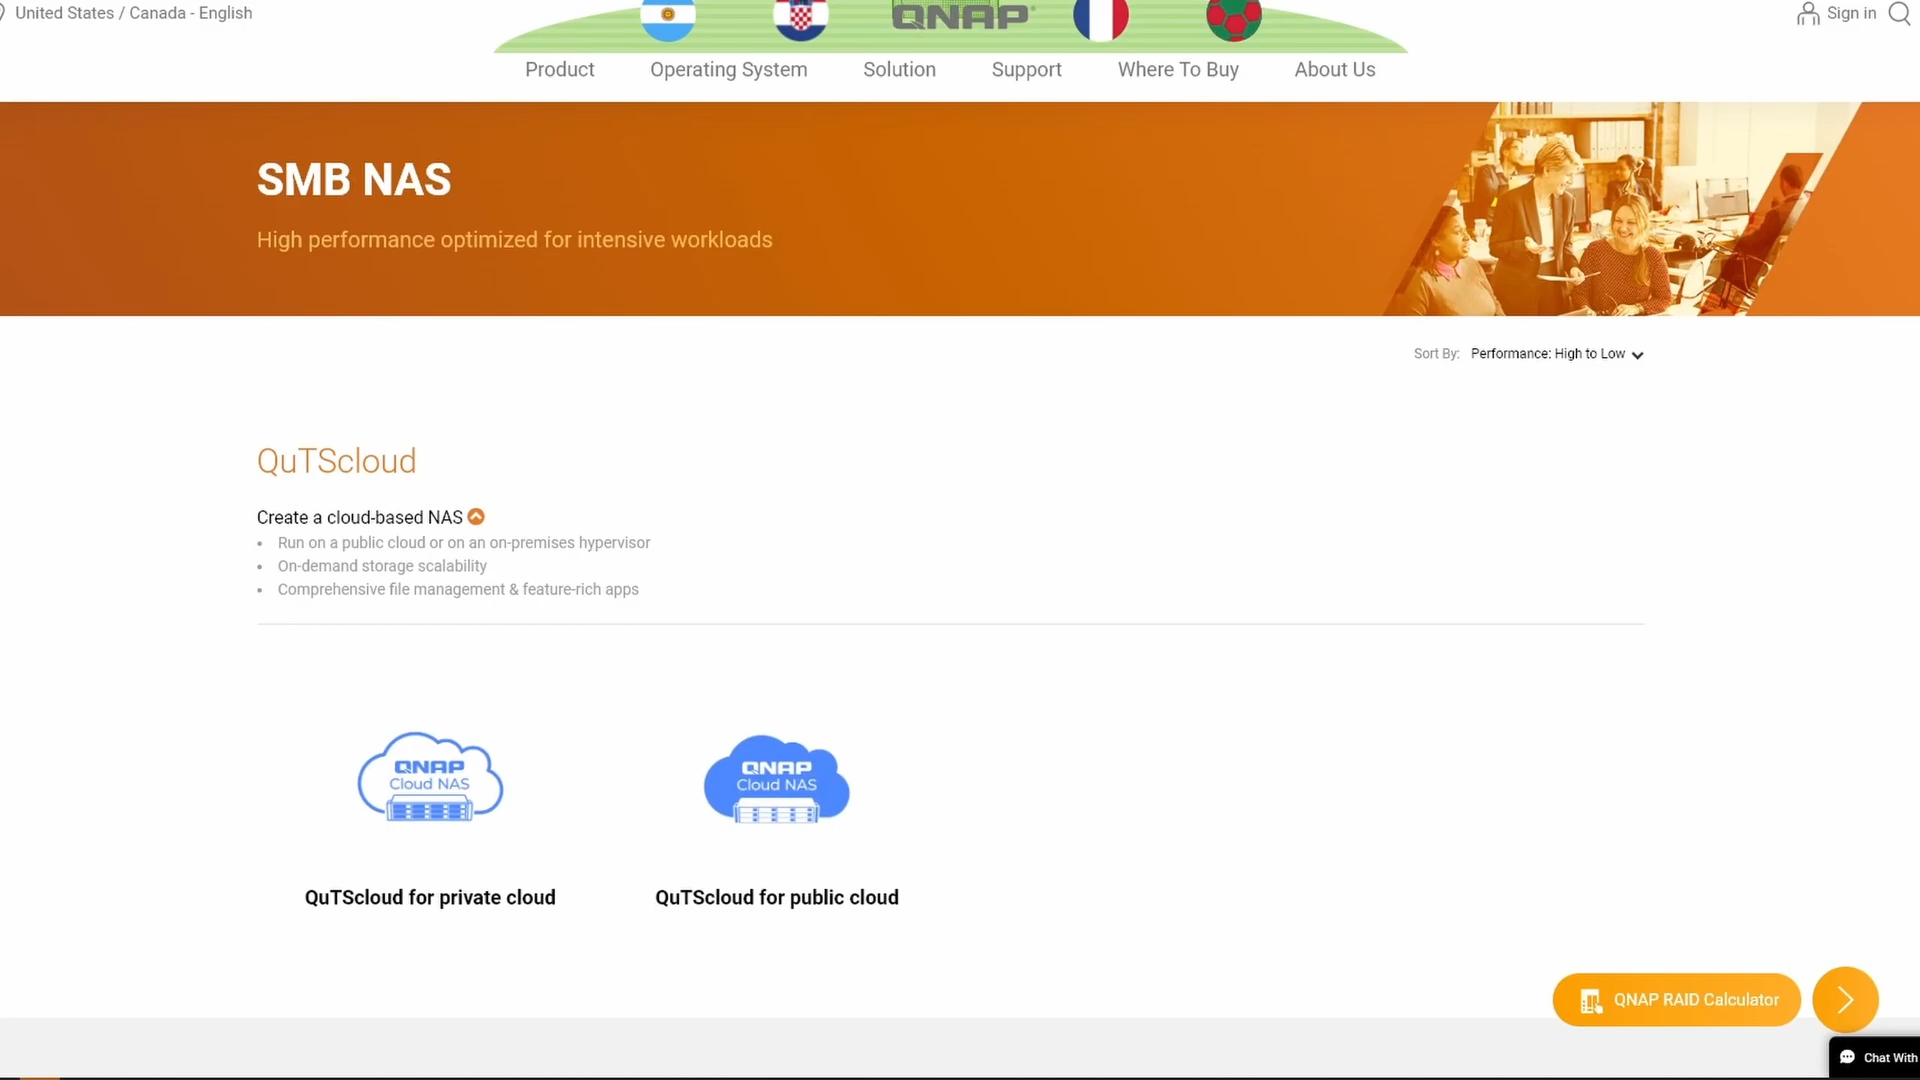 United States / Canada - English
QNAP
Sign in
Product
Operating System
Solution
Support
Where To Buy
About Us
SMB NAS
High performance optimized for intensive workloads
Sort By: Performance: High to Low
QuTScloud
Create a cloud-based NAS
Run on a public cloud or on an on-premises hypervisor
On-demand storage scalability
Comprehensive file management & feature-rich apps
QNAP
Cloud NAS
QNAP
Cloud NAS
QuTScloud for private cloud
QuTScloud for public cloud
QNAP RAID Calculator
Chat With